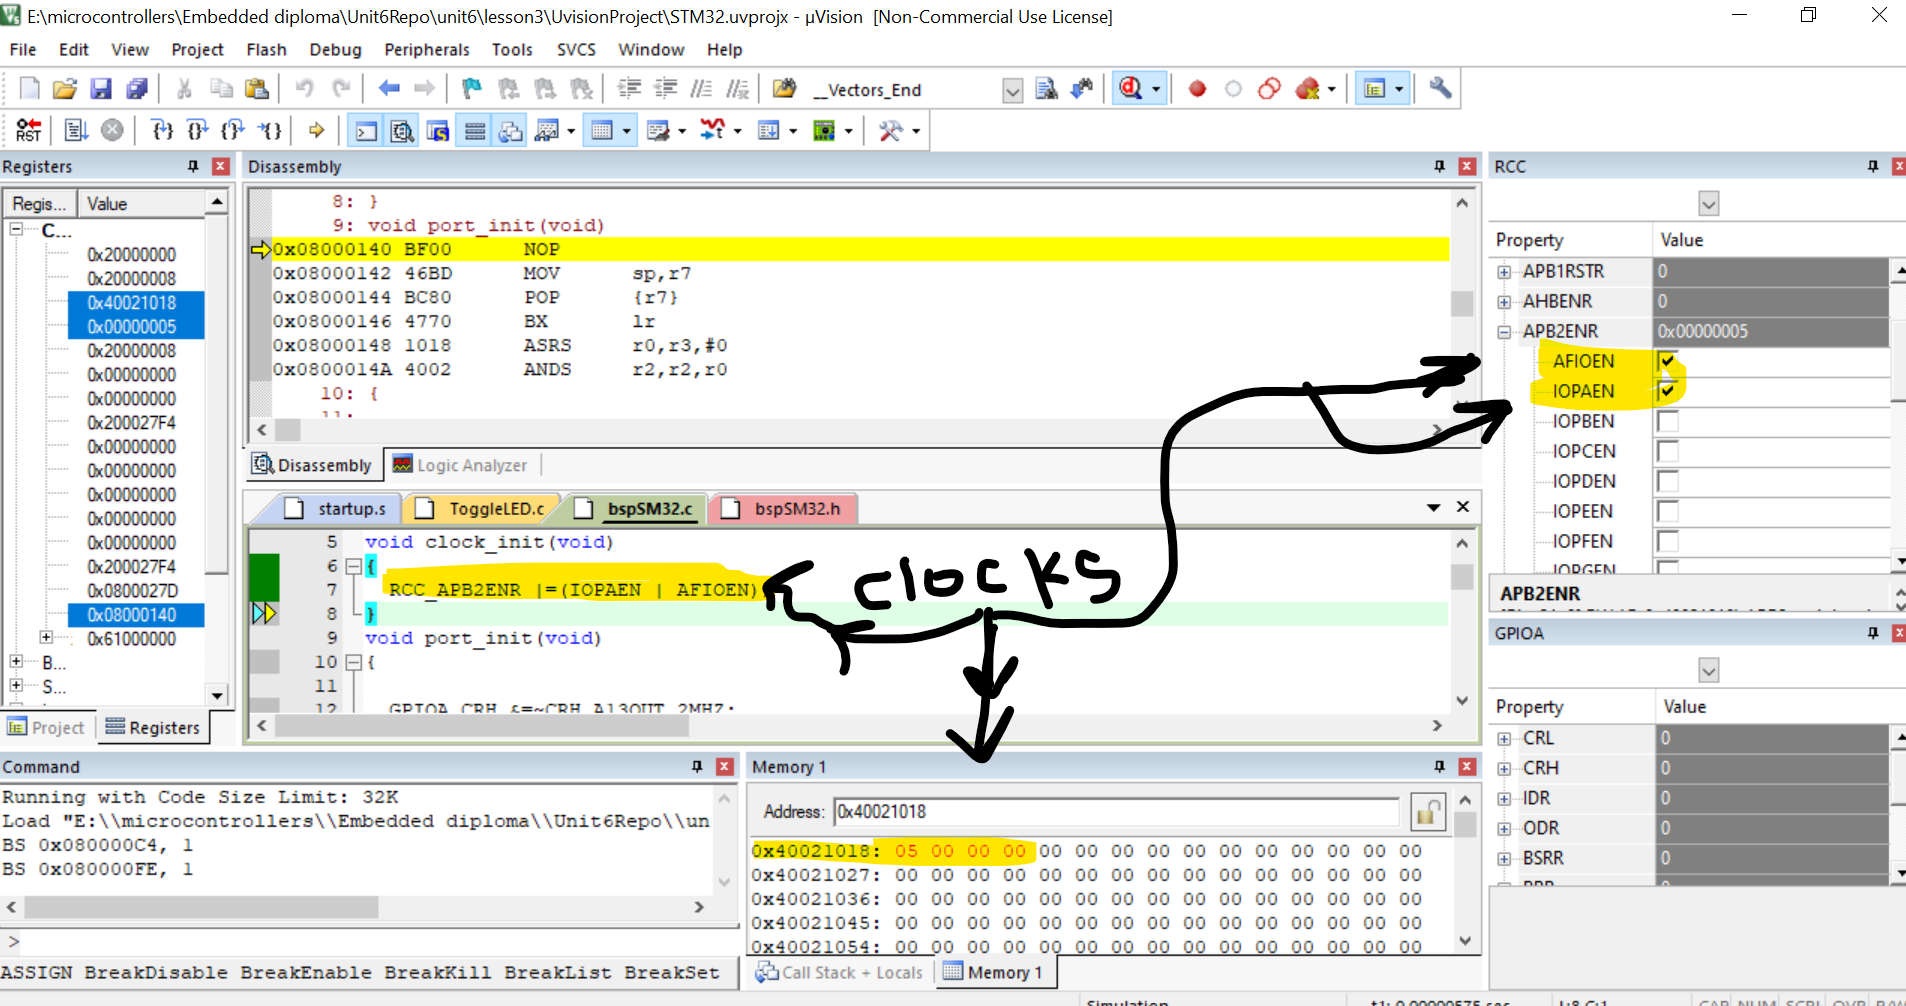 E:\microcontrollers\Embedded diploma\Unit6Repo\unit6\lesson3\UvisionProject\STM32.uvprojx - µVision [Non-Commercial Use License]
File Edit View Project Flash Debug Peripherals Tools SVCS Window Help
__Vectors_End
RST
Registers
Regis... Value
C...
0x20000000
0x20000008
0x40021018
0x00000005
0x20000008
0x00000000
0x00000000
0x200027F4
0x00000000
0x00000000
0x00000000
0x00000000
0x00000000
0x200027F4
0x0800027D
0x08000140
0x61000000
B...
S...
Project Registers
Disassembly
8: }
9: void port_init(void)
0x08000140 BF00 NOP
0x08000142 46BD MOV sp,r7
0x08000144 BC80 POP {r7}
0x08000146 4770 BX lr
0x08000148 1018 ASRS r0,r3,#0
0x0800014A 4002 ANDS r2,r2,r0
10: {
11:
Disassembly Logic Analyzer
startup.s ToggleLED.c bspSM32.c bspSM32.h
5 void clock_init(void)
6 {
7 RCC_APB2ENR |=(IOPAEN | AFIOEN)
8 }
9 void port_init(void)
10 {
11
12 GPIOA_CRH &=~CRH_A13OUT_2MHZ;
clocks
RCC
Property Value
APB1RSTR 0
AHBENR 0
APB2ENR 0x00000005
AFIOEN
IOPAEN
IOPBEN
IOPCEN
IOPDEN
IOPEEN
IOPFEN
IOPGEN
APB2ENR
GPIOA
Property Value
CRL 0
CRH 0
IDR 0
ODR 0
BSRR 0
BRR 0
Command
Running with Code Size Limit: 32K
Load "E:\\microcontrollers\\Embedded diploma\\Unit6Repo\\un
BS 0x080000C4, 1
BS 0x080000FE, 1
>
ASSIGN BreakDisable BreakEnable BreakKill BreakList BreakSet
Memory 1
Address: 0x40021018
0x40021018: 05 00 00 00 00 00 00 00 00 00 00 00 00 00 00
0x40021027: 00 00 00 00 00 00 00 00 00 00 00 00 00 00 00
0x40021036: 00 00 00 00 00 00 00 00 00 00 00 00 00 00 00
0x40021045: 00 00 00 00 00 00 00 00 00 00 00 00 00 00 00
0x40021054: 00 00 00 00 00 00 00 00 00 00 00 00 00 00 00
Call Stack + Locals Memory 1
Simulation t1: 0.00000575 sec L:8 C:1 CAP NUM SCRL OVR R/W